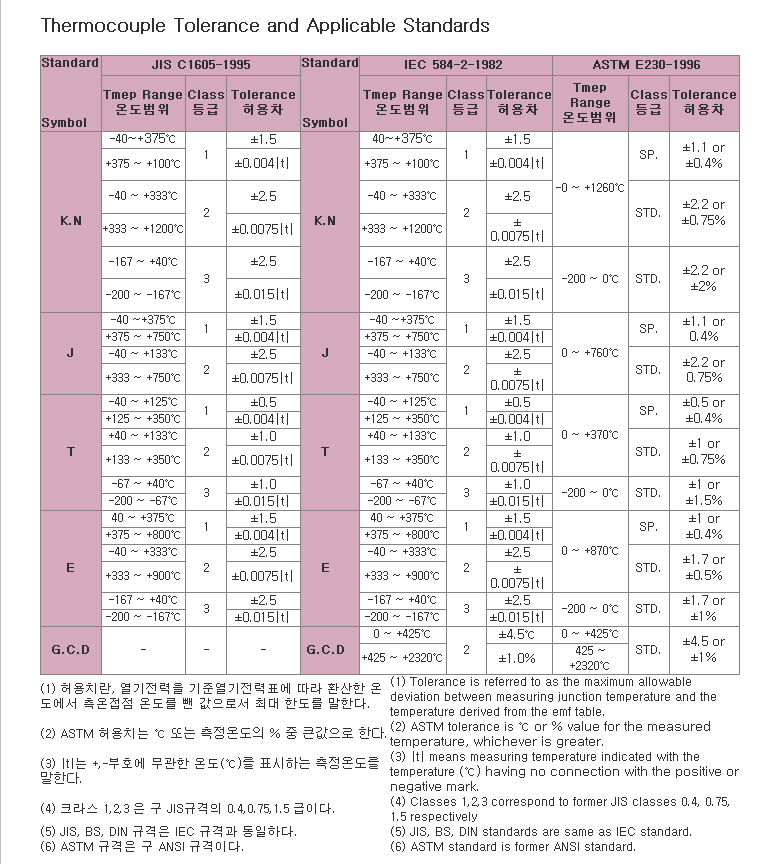 Thermocouple Tolerance and Applicable Standards
Standard JIS C1605-1995 Standard IEC 584-2-1982 ASTM E230-1996
Symbol Tmep Range 온도범위 Class 등급 Tolerance 허용차 Symbol Tmep Range 온도범위 Class 등급 Tolerance 허용차 Tmep Range 온도범위 Class 등급 Tolerance 허용차
K.N -40~+375℃ 1 ±1.5 K.N 40~+375℃ 1 ±1.5 -0 ~ +1260℃ SP. ±1.1 or ±0.4%
+375 ~ +100℃ ±0.004|t| +375 ~ +100℃ ±0.004|t|
-40 ~ +333℃ 2 ±2.5 -40 ~ +333℃ 2 ±2.5 STD. ±2.2 or ±0.75%
+333 ~ +1200℃ ±0.0075|t| +333 ~ +1200℃ ± 0.0075|t|
-167 ~ +40℃ 3 ±2.5 -167 ~ +40℃ 3 ±2.5 -200 ~ 0℃ STD. ±2.2 or ±2%
-200 ~ -167℃ ±0.015|t| -200 ~ -167℃ ±0.015|t|
J -40 ~+375℃ 1 ±1.5 J -40 ~+375℃ 1 ±1.5 0 ~ +760℃ SP. ±1.1 or 0.4%
+375 ~ +750℃ ±0.004|t| +375 ~ +750℃ ±0.004|t|
-40 ~ +133℃ 2 ±2.5 -40 ~ +133℃ 2 ±2.5 STD. ±2.2 or 0.75%
+333 ~ +750℃ ±0.0075|t| +333 ~ +750℃ ± 0.0075|t|
T -40 ~ +125℃ 1 ±0.5 T -40 ~ +125℃ 1 ±0.5 0 ~ +370℃ SP. ±0.5 or ±0.4%
+125 ~ +350℃ ±0.004|t| +125 ~ +350℃ ±0.004|t|
+40 ~ +133℃ 2 ±1.0 +40 ~ +133℃ 2 ±1.0 STD. ±1 or ±0.75%
+133 ~ +350℃ ±0.0075|t| +133 ~ +350℃ ± 0.0075|t|
-67 ~ +40℃ 3 ±1.0 -67 ~ +40℃ 3 ±1.0 -200 ~ 0℃ STD. ±1 or ±1.5%
-200 ~ -67℃ ±0.015|t| -200 ~ -67℃ ±0.015|t|
E 40 ~ +375℃ 1 ±1.5 E 40 ~ +375℃ 1 ±1.5 0 ~ +870℃ SP. ±1 or ±0.4%
+375 ~ +800℃ ±0.004|t| +375 ~ +800℃ ±0.004|t|
-40 ~ +333℃ 2 ±2.5 -40 ~ +333℃ 2 ±2.5 STD. ±1.7 or ±0.5%
+333 ~ +900℃ ±0.0075|t| +333 ~ +900℃ ± 0.0075|t|
-167 ~ +40℃ 3 ±2.5 -167 ~ +40℃ 3 ±2.5 -200 ~ 0℃ STD. ±1.7 or ±1%
-200 ~ -167℃ ±0.015|t| -200 ~ -167℃ ±0.015|t|
G.C.D - - - G.C.D 0 ~ +425℃ 2 ±4.5℃ 0 ~ +425℃ STD. ±4.5 or ±1%
+425 ~ +2320℃ ±1.0% 425 ~ +2320℃
(1) 허용차란, 열기전력을 기준열기전력표에 따라 환산한 온
도에서 측온접점 온도를 뺀 값으로서 최대 한도를 말한다.
(2) ASTM 허용치는 ℃ 또는 측정온도의 % 중 큰값으로 한다.
(3) |t|는 +,-부호에 무관한 온도(℃)를 표시하는 측정온도를
말한다.
(4) 크라스 1,2,3 은 구 JIS규격의 0.4,0.75,1.5 급이다.
(5) JIS, BS, DIN 규격은 IEC 규격과 동일하다.
(6) ASTM 규격은 구 ANSI 규격이다.
(1) Tolerance is referred to as the maximum allowable
deviation between measuring junction temperature and the
temperature derived from the emf table.
(2) ASTM tolerance is ℃ or % value for the measured
temperature, whichever is greater.
(3) |t| means measuring temperature indicated with the
temperature (℃) having no connection with the positive or
negative mark.
(4) Classes 1,2,3 correspond to former JIS classes 0.4, 0.75,
1.5 respectively
(5) JIS, BS, DIN standards are same as IEC standard.
(6) ASTM standard is former ANSI standard.